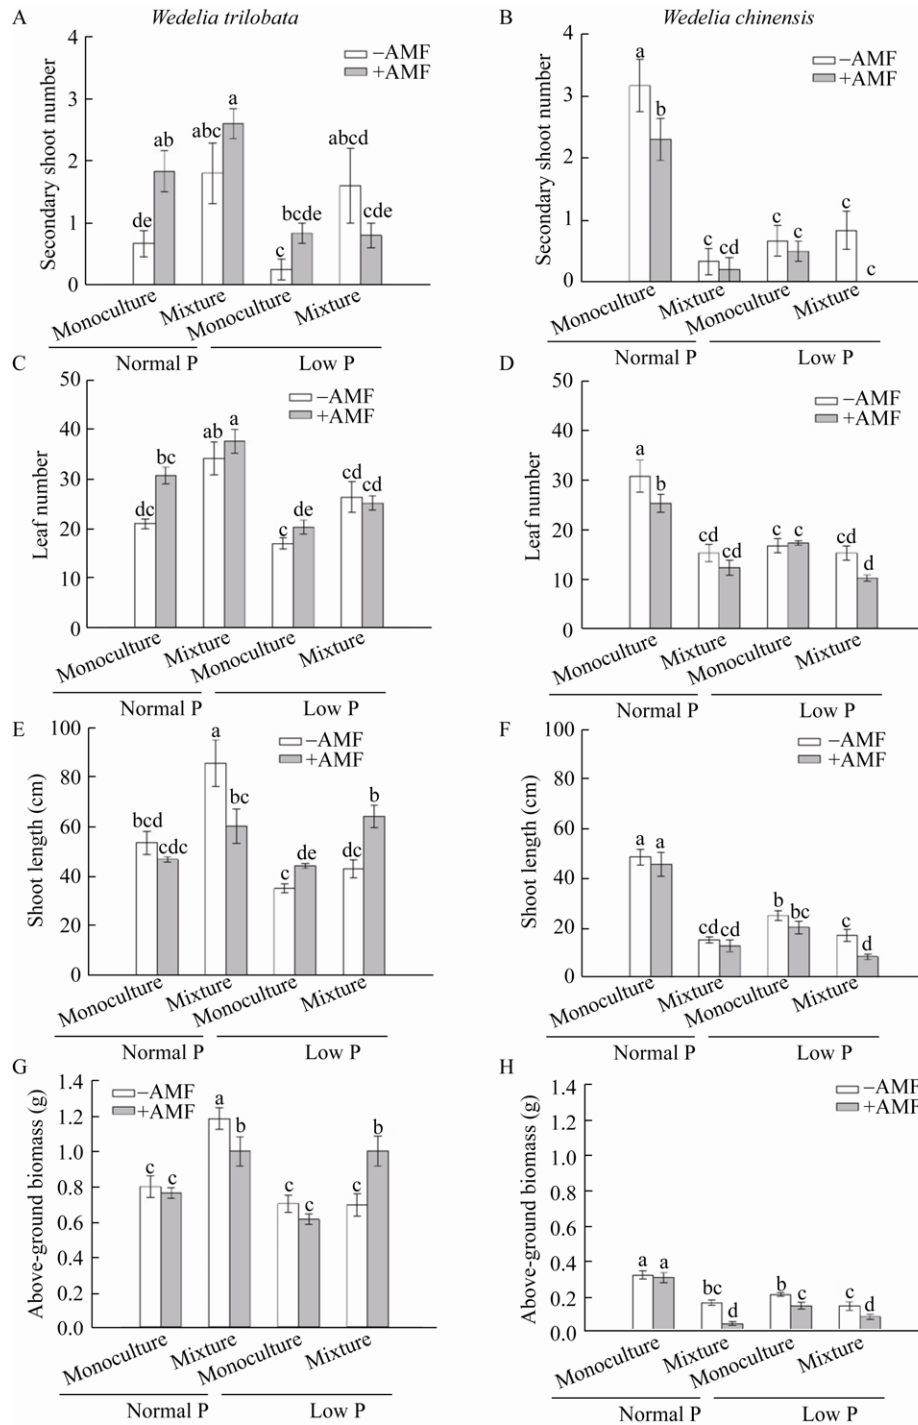 A
Wedelia trilobata
Secondary shoot number
4
3
2
1
0
−AMF
+AMF
de
ab
abc
a
c
bcde
abcd
cde
Monoculture
Mixture
Monoculture
Mixture
Normal P
Low P
B
Wedelia chinensis
Secondary shoot number
4
3
2
1
0
−AMF
+AMF
a
b
c
cd
c
c
c
c
Monoculture
Mixture
Monoculture
Mixture
Normal P
Low P
C
Leaf number
50
40
30
20
10
0
−AMF
+AMF
dc
bc
ab
a
c
de
cd
cd
Monoculture
Mixture
Monoculture
Mixture
Normal P
Low P
D
Leaf number
50
40
30
20
10
0
−AMF
+AMF
a
b
cd
cd
c
c
cd
d
Monoculture
Mixture
Monoculture
Mixture
Normal P
Low P
E
Shoot length (cm)
100
80
60
40
20
0
−AMF
+AMF
bcd
cdc
a
bc
c
de
dc
b
Monoculture
Mixture
Monoculture
Mixture
Normal P
Low P
F
Shoot length (cm)
100
80
60
40
20
0
−AMF
+AMF
a
a
cd
cd
b
bc
c
d
Monoculture
Mixture
Monoculture
Mixture
Normal P
Low P
G
Above-ground biomass (g)
1.4
1.2
1.0
0.8
0.6
0.4
0.2
0.0
−AMF
+AMF
c
c
a
b
c
c
c
b
Monoculture
Mixture
Monoculture
Mixture
Normal P
Low P
H
Above-ground biomass (g)
1.4
1.2
1.0
0.8
0.6
0.4
0.2
0.0
−AMF
+AMF
a
a
bc
d
b
c
c
d
Monoculture
Mixture
Monoculture
Mixture
Normal P
Low P